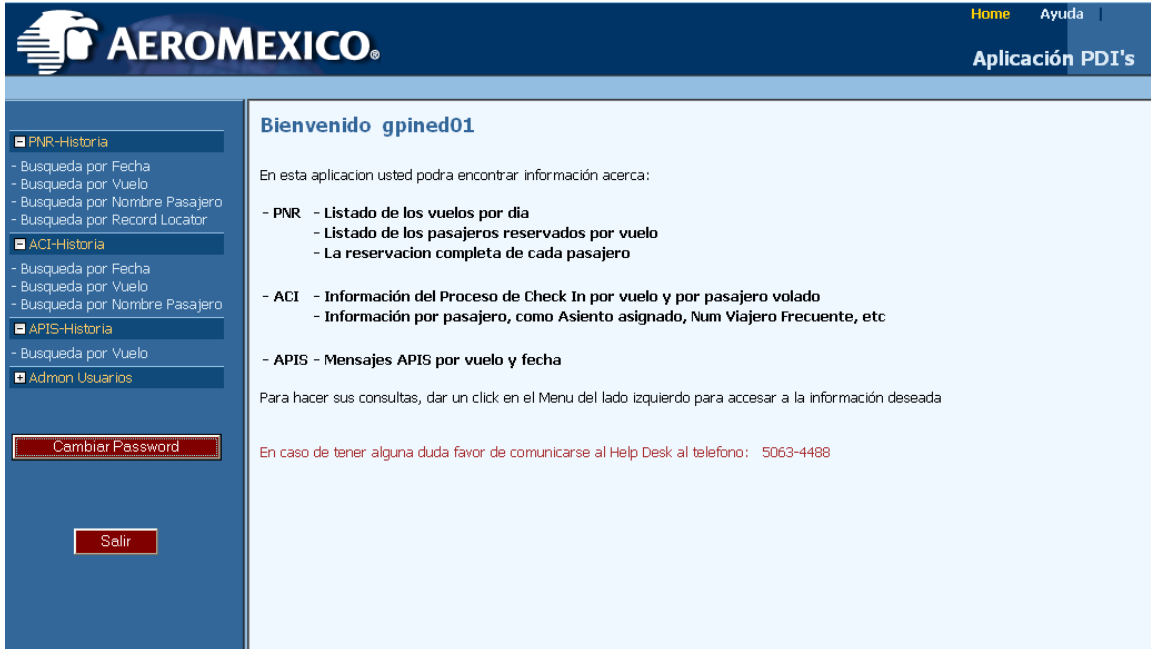 Home Ayuda |
AEROMEXICO®
Aplicación PDI's
PNR-Historia
- Busqueda por Fecha
- Busqueda por Vuelo
- Busqueda por Nombre Pasajero
- Busqueda por Record Locator
ACI-Historia
- Busqueda por Fecha
- Busqueda por Vuelo
- Busqueda por Nombre Pasajero
APIS-Historia
- Busqueda por Vuelo
Admon Usuarios
Cambiar Password
Salir
Bienvenido gpined01
En esta aplicacion usted podra encontrar información acerca:
- PNR - Listado de los vuelos por dia
- Listado de los pasajeros reservados por vuelo
- La reservacion completa de cada pasajero
- ACI - Información del Proceso de Check In por vuelo y por pasajero volado
- Información por pasajero, como Asiento asignado, Num Viajero Frecuente, etc
- APIS - Mensajes APIS por vuelo y fecha
Para hacer sus consultas, dar un click en el Menu del lado izquierdo para accesar a la información deseada
En caso de tener alguna duda favor de comunicarse al Help Desk al telefono: 5063-4488